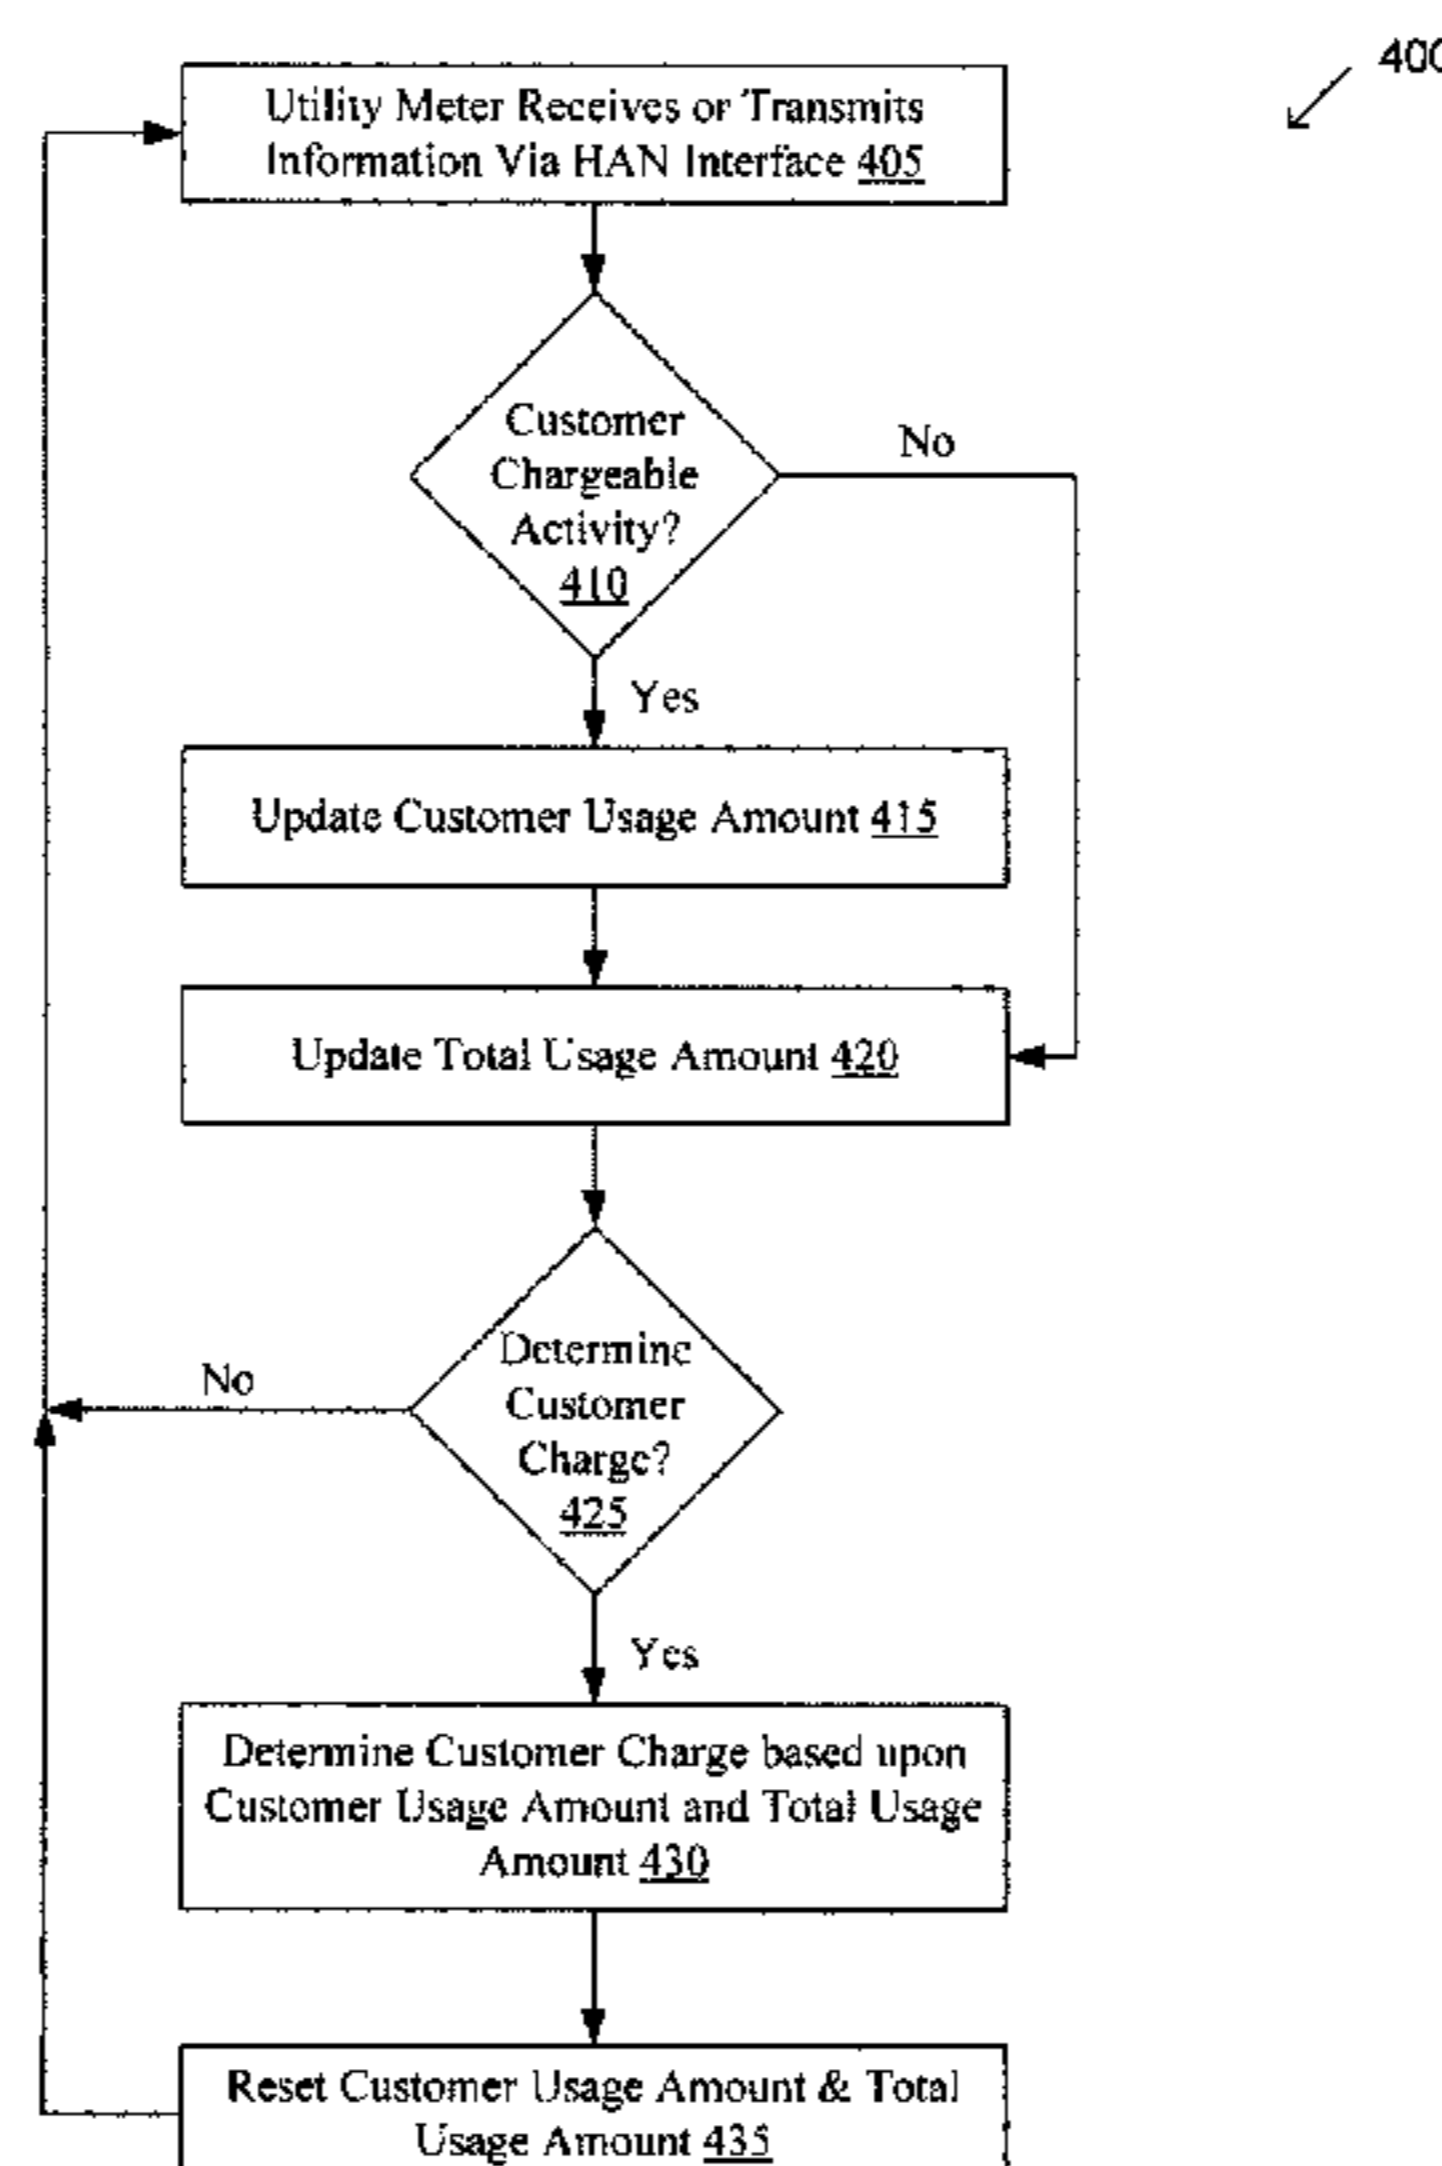 400
Utility Meter Receives or Transmits
Information Via HAN Interface 405
Customer
Chargeable
Activity?
410
No
Yes
Update Customer Usage Amount 415
Update Total Usage Amount 420
Determine
Customer
Charge?
425
No
Yes
Determine Customer Charge based upon
Customer Usage Amount and Total Usage
Amount 430
Reset Customer Usage Amount & Total
Usage Amount 435